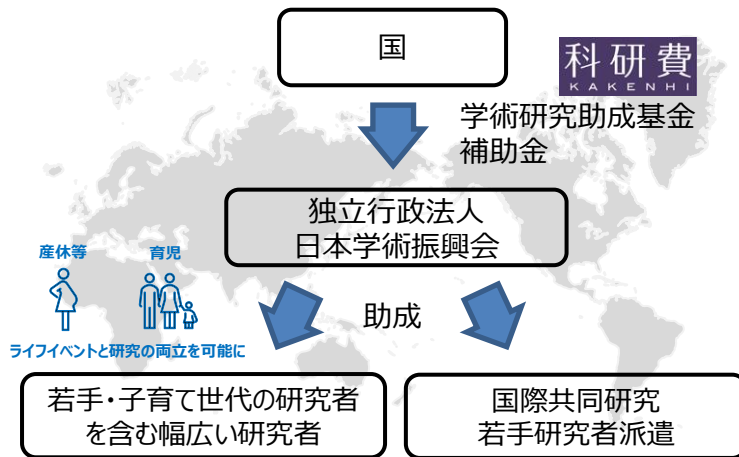 国
科研費
KAKENHI
学術研究助成基金
補助金
独立行政法人
日本学術振興会
産休等
育児
ライフイベントと研究の両立を可能に
助成
若手・子育て世代の研究者
を含む幅広い研究者
国際共同研究
若手研究者派遣